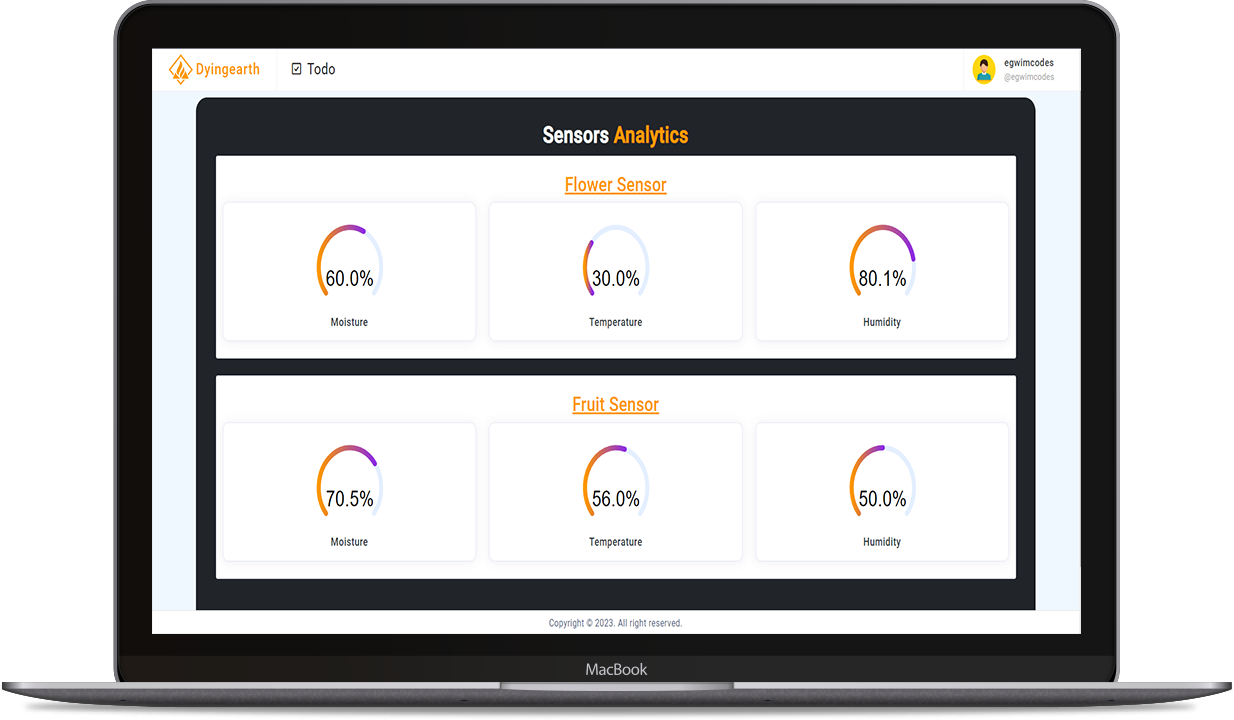 Dyingearth
Todo
egwimcodes
@egwimcodes
Sensors Analytics
Flower Sensor
60.0%
30.0%
80.1%
Moisture
Temperature
Humidity
Fruit Sensor
70.5%
56.0%
50.0%
Moisture
Temperature
Humidity
Copyright © 2023. All right reserved.
MacBook